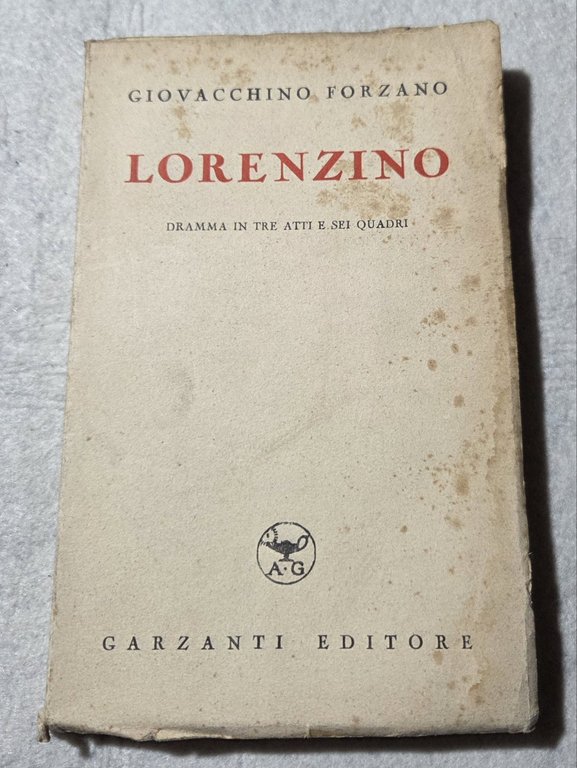 GIOVACCHINO FORZANO
LORENZINO
DRAMMA IN TRE ATTI E SEI QUADRI
A·G
GARZANTI EDITORE